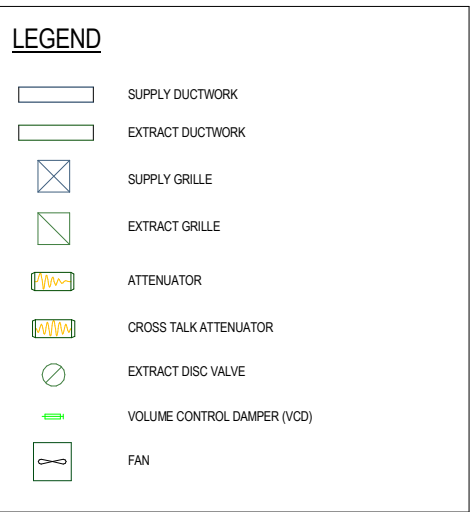 LEGEND
SUPPLY DUCTWORK
EXTRACT DUCTWORK
SUPPLY GRILLE
EXTRACT GRILLE
ATTENUATOR
CROSS TALK ATTENUATOR
EXTRACT DISC VALVE
VOLUME CONTROL DAMPER (VCD)
FAN